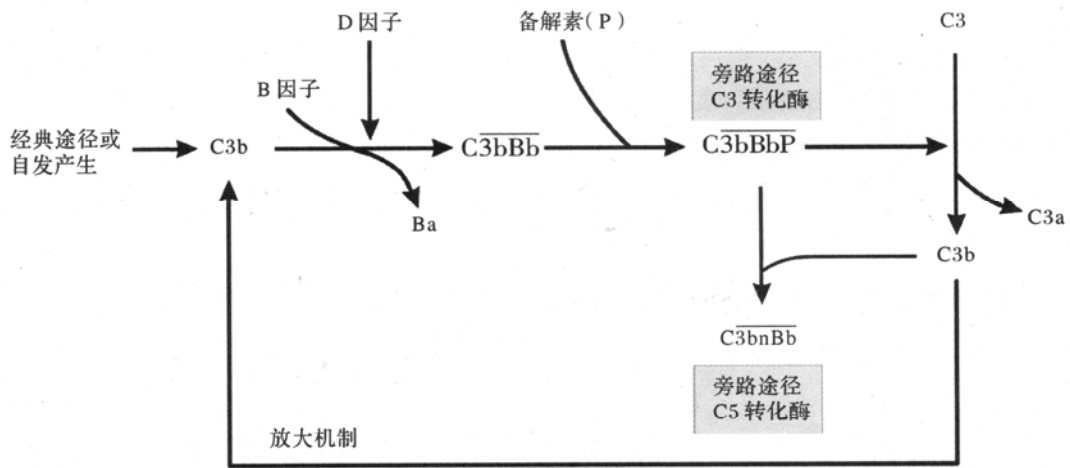 D 因子
备解素（P）
C3
旁路途径
C3 转化酶
B 因子
经典途径或
自发产生
C3b
C3bBb
C3bBbP
Ba
C3a
C3b
C3bnBb
旁路途径
C5 转化酶
放大机制